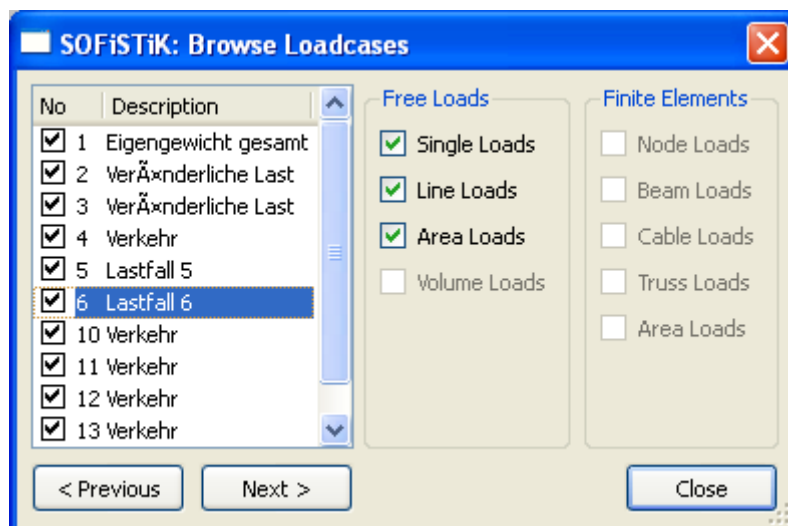 SOFiSTiK: Browse Loadcases
No Description
1 Eigengewicht gesamt
2 VerÃ¤nderliche Last
3 VerÃ¤nderliche Last
4 Verkehr
5 Lastfall 5
6 Lastfall 6
10 Verkehr
11 Verkehr
12 Verkehr
13 Verkehr
Free Loads
Single Loads
Line Loads
Area Loads
Volume Loads
Finite Elements
Node Loads
Beam Loads
Cable Loads
Truss Loads
Area Loads
< Previous
Next >
Close